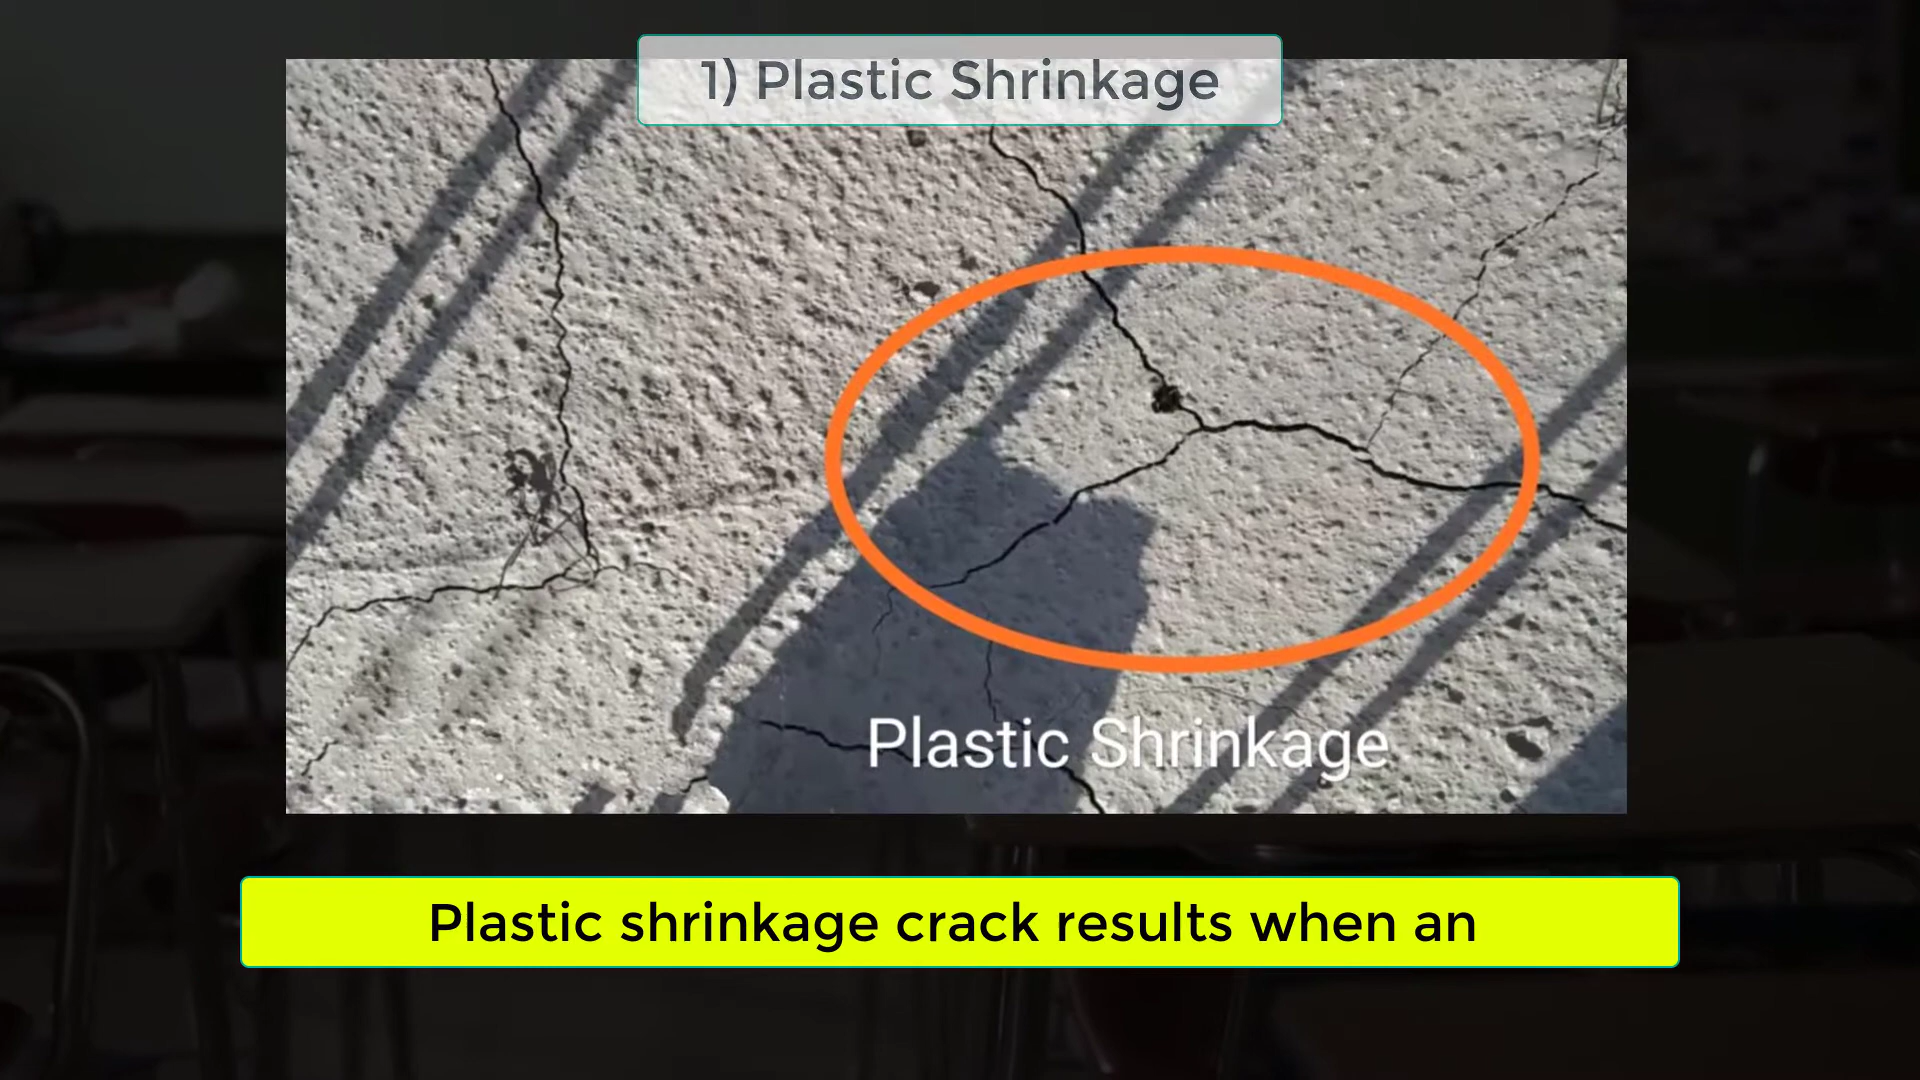 1) Plastic Shrinkage
Plastic Shrinkage
Plastic shrinkage crack results when an